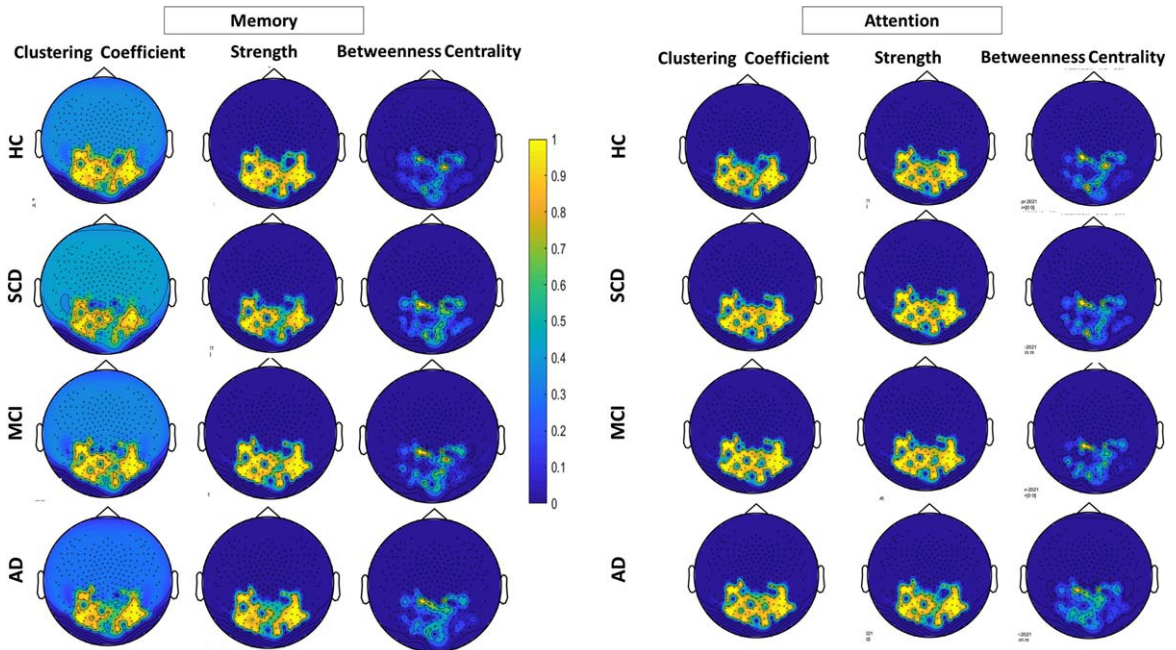 Memory
Clustering Coefficient Strength Betweenness Centrality
HC
SCD
MCI
AD
1
0.9
0.8
0.7
0.6
0.5
0.4
0.3
0.2
0.1
0
Attention
Clustering Coefficient Strength Betweenness Centrality
HC
SCD
MCI
AD